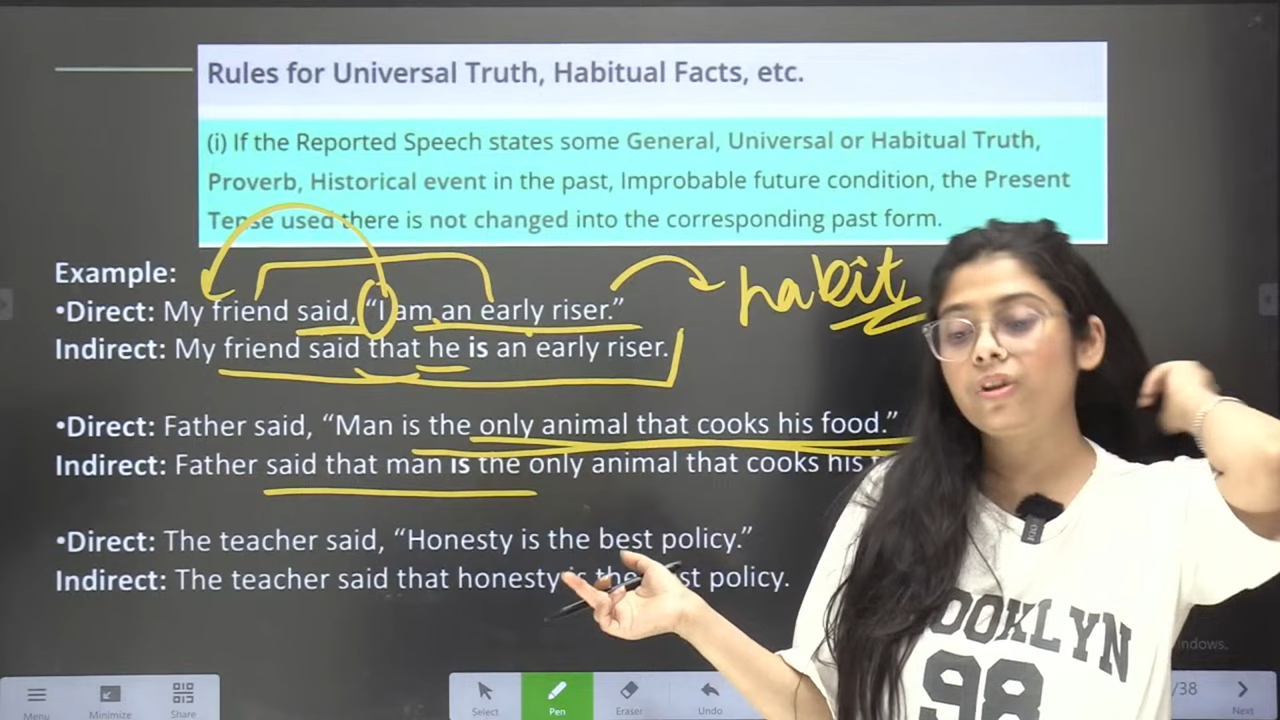 Rules for Universal Truth, Habitual Facts, etc.
(i) If the Reported Speech states some General, Universal or Habitual Truth,
Proverb, Historical event in the past, Improbable future condition, the Present
Tense used there is not changed into the corresponding past form.
Example:
•Direct: My friend said, “I am an early riser.”
habit
Indirect: My friend said that he is an early riser.
•Direct: Father said, “Man is the only animal that cooks his food.”
Indirect: Father said that man is the only animal that cooks his
•Direct: The teacher said, “Honesty is the best policy.”
Indirect: The teacher said that honesty is the best policy.
OOKLYN
98
ndows.
Menu
Minimize
Share
Select
Pen
Eraser
Undo
/38
Next